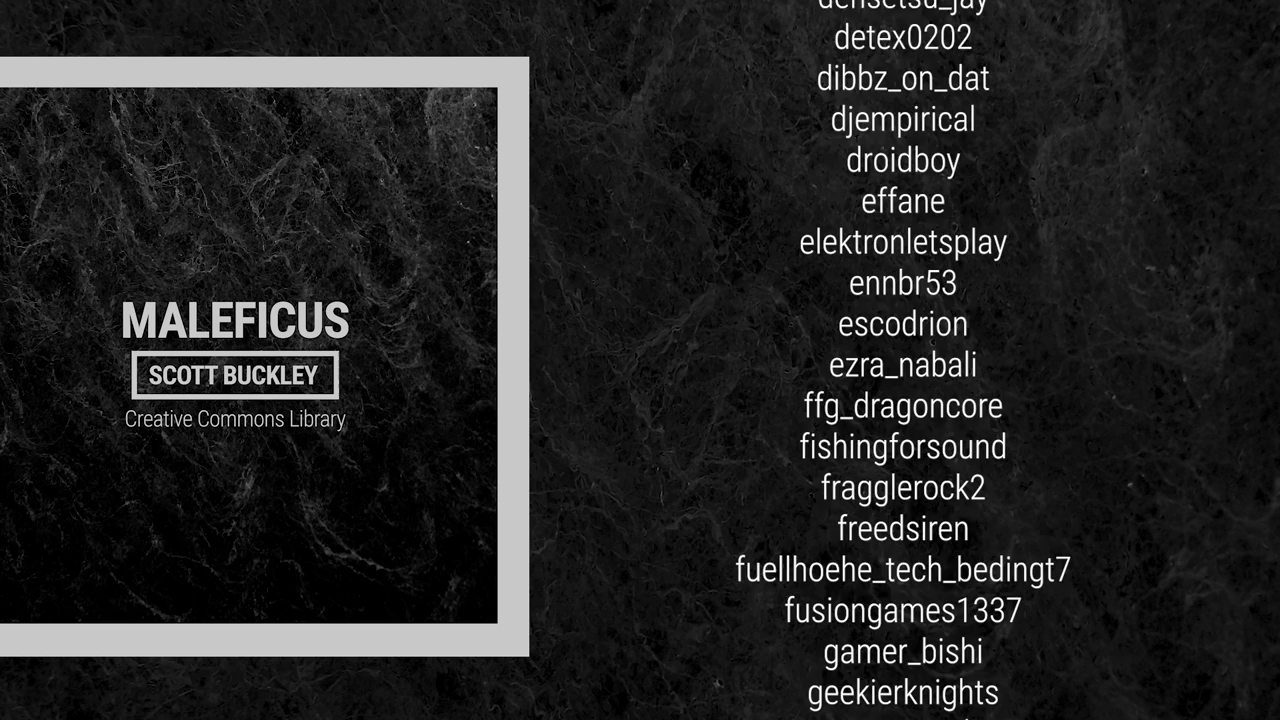 MALEFICUS
SCOTT BUCKLEY
Creative Commons Library
densetsu_jay
detex0202
dibbz_on_dat
djempirical
droidboy
effane
elektronletsplay
ennbr53
escodrion
ezra_nabali
ffg_dragoncore
fishingforsound
fragglerock2
freedsiren
fuellhoehe_tech_bedingt7
fusiongames1337
gamer_bishi
geekierknights